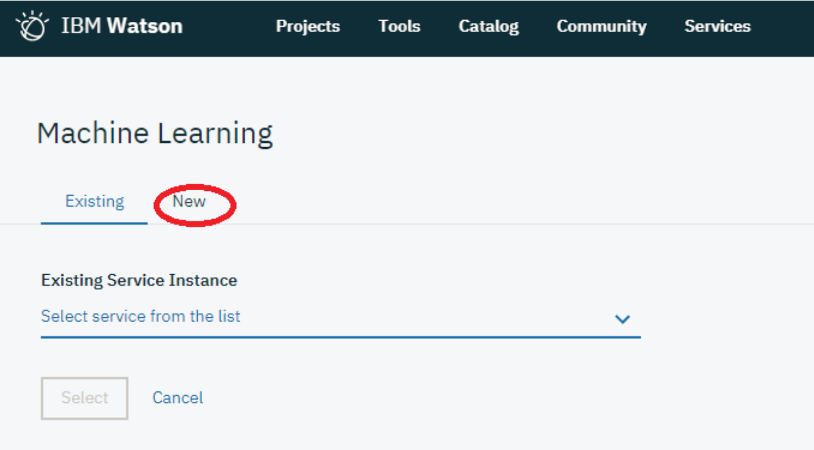 IBM Watson Projects Tools Catalog Community Services
Machine Learning
Existing New
Existing Service Instance
Select service from the list
Select Cancel